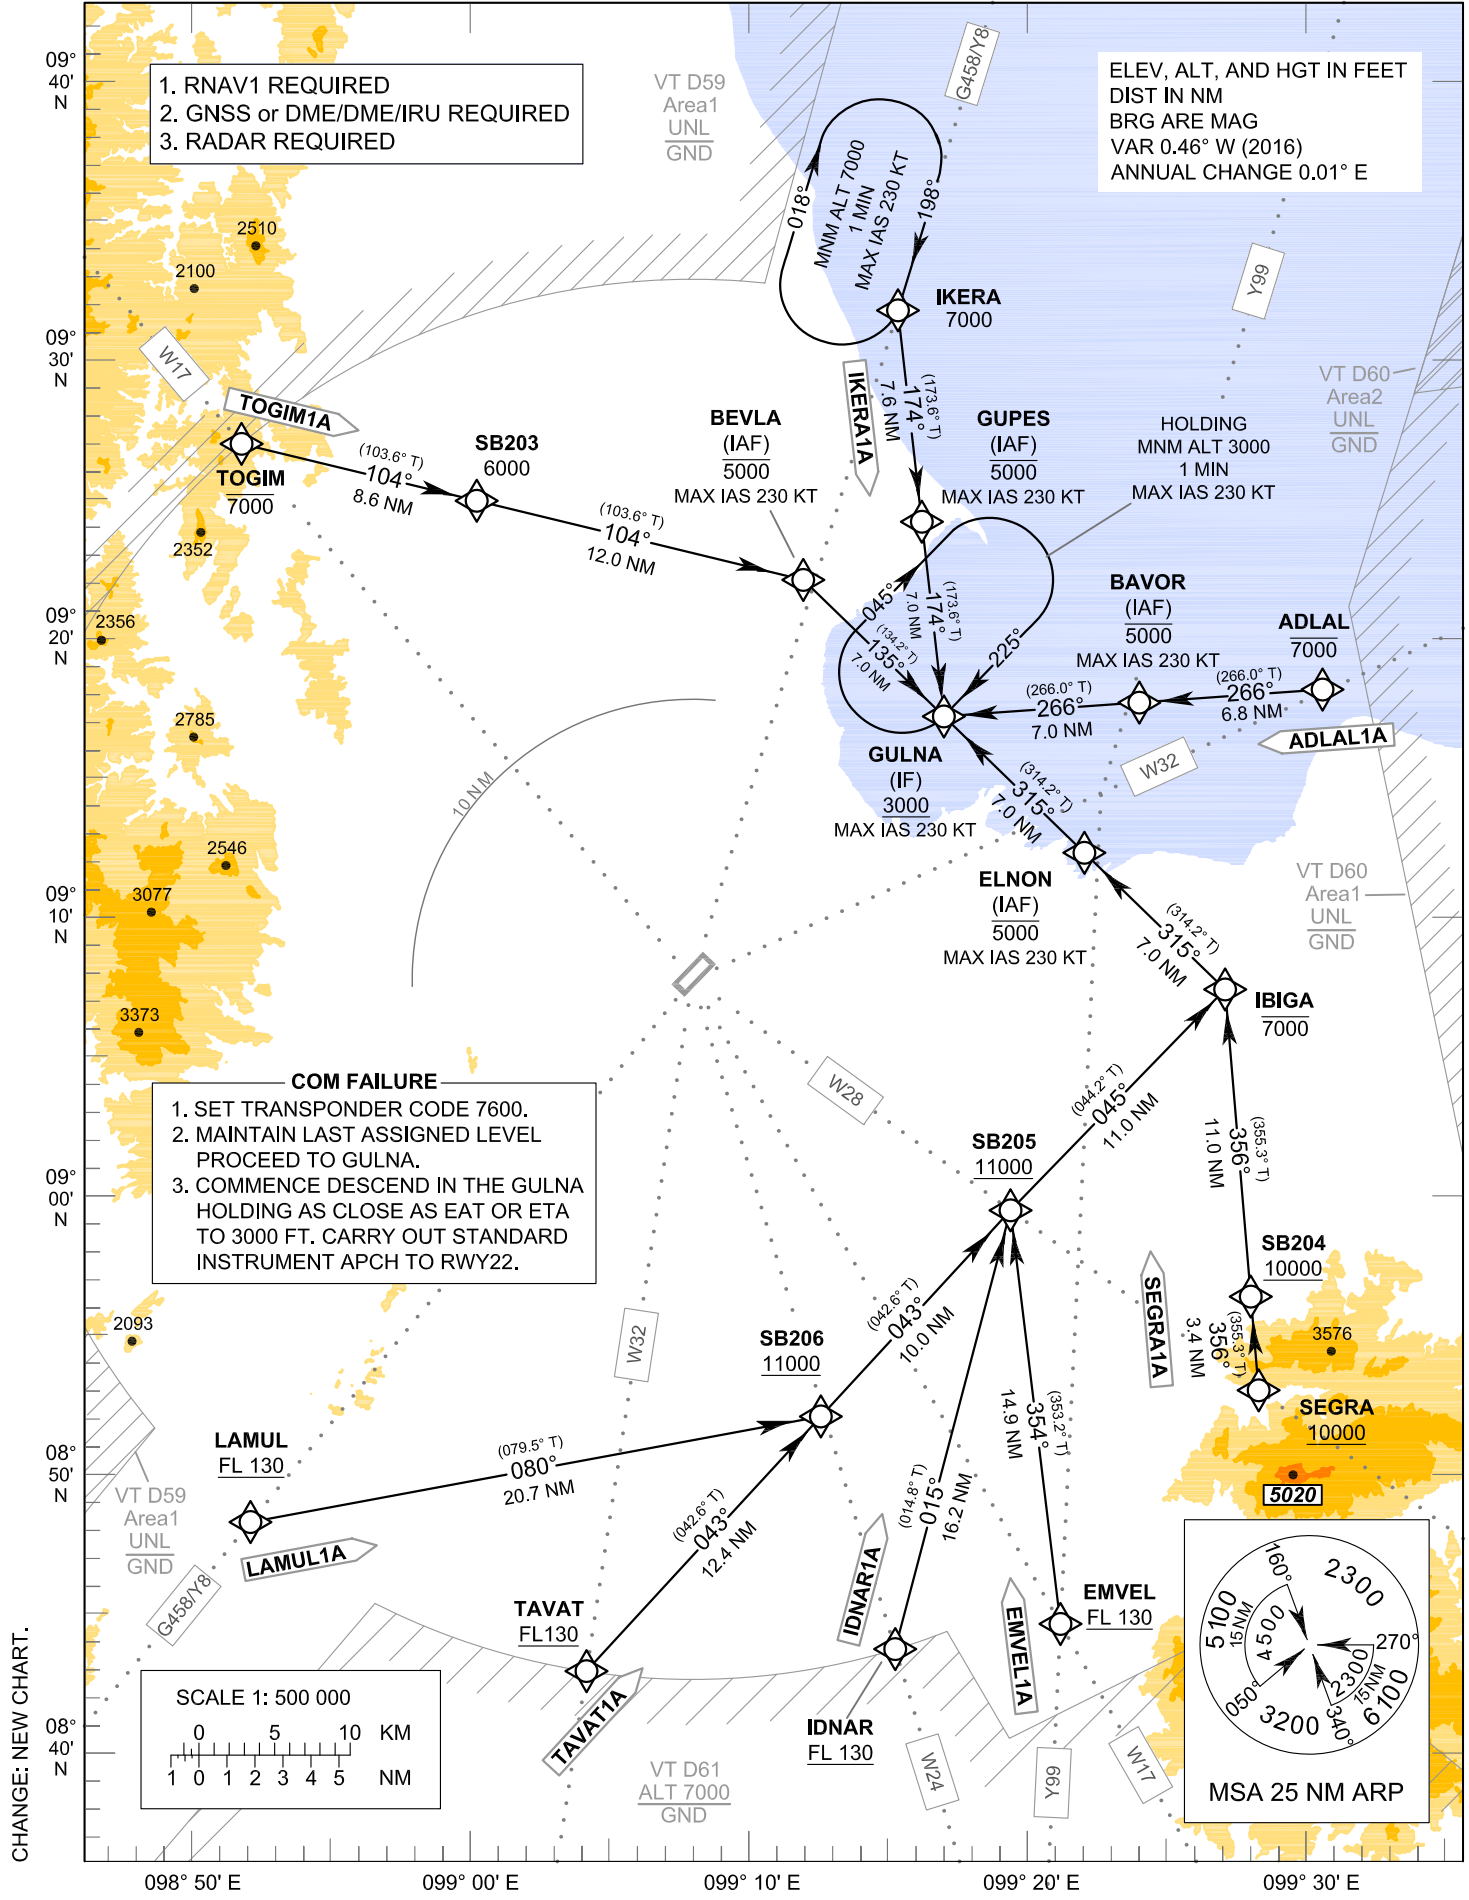 1. RNAV1 REQUIRED
2. GNSS or DME/DME/IRU REQUIRED
3. RADAR REQUIRED
VT D59
Area1
UNL
GND
G458/Y8
ELEV, ALT, AND HGT IN FEET
DIST IN NM
BRG ARE MAG
VAR 0.46° W (2016)
ANNUAL CHANGE 0.01° E
09°
40'
N
018°
MNM ALT 7000
1 MIN
MAX IAS 230 KT
198°
2510
2100
Y99
IKERA
7000
09°
30'
N
W17
TOGIM1A
TOGIM
7000
(103.6° T)
104°
8.6 NM
SB203
6000
(103.6° T)
104°
12.0 NM
BEVLA
(IAF)
5000
MAX IAS 230 KT
IKERA1A
(173.6° T)
174°
7.6 NM
GUPES
(IAF)
5000
MAX IAS 230 KT
HOLDING
MNM ALT 3000
1 MIN
MAX IAS 230 KT
VT D60
Area2
UNL
GND
2352
2356
09°
20'
N
045°
(134.2° T)
135°
7.0 NM
(173.6° T)
174°
7.0 NM
225°
BAVOR
(IAF)
5000
MAX IAS 230 KT
ADLAL
7000
(266.0° T)
266°
7.0 NM
(266.0° T)
266°
6.8 NM
ADLAL1A
W32
2785
10 NM
GULNA
(IF)
3000
MAX IAS 230 KT
(314.2° T)
315°
7.0 NM
2546
3077
09°
10'
N
ELNON
(IAF)
5000
MAX IAS 230 KT
VT D60
Area1
UNL
GND
(314.2° T)
315°
7.0 NM
IBIGA
7000
3373
COM FAILURE
1. SET TRANSPONDER CODE 7600.
2. MAINTAIN LAST ASSIGNED LEVEL
PROCEED TO GULNA.
3. COMMENCE DESCEND IN THE GULNA
HOLDING AS CLOSE AS EAT OR ETA
TO 3000 FT. CARRY OUT STANDARD
INSTRUMENT APCH TO RWY22.
W28
(044.2° T)
045°
11.0 NM
SB205
11000
(355.3° T)
356°
11.0 NM
09°
00'
N
SB204
10000
SEGRA1A
(355.3° T)
356°
3.4 NM
3576
SEGRA
10000
5020
2093
W32
SB206
11000
(042.6° T)
043°
10.0 NM
LAMUL
FL 130
(079.5° T)
080°
20.7 NM
08°
50'
N
VT D59
Area1
UNL
GND
LAMUL1A
G458/Y8
(042.6° T)
043°
12.4 NM
(014.8° T)
015°
16.2 NM
(353.2° T)
354°
14.9 NM
TAVAT
FL130
TAVAT1A
IDNAR1A
IDNAR
FL 130
EMVEL1A
EMVEL
FL 130
160°
2300
5100
15 NM
4500
270°
2300
15NM
6100
050°
3200
340°
MSA 25 NM ARP
SCALE 1: 500 000
0 5 10 KM
1 0 1 2 3 4 5 NM
08°
40'
N
VT D61
ALT 7000
GND
W24
Y99
W17
CHANGE: NEW CHART.
098° 50' E
099° 00' E
099° 10' E
099° 20' E
099° 30' E